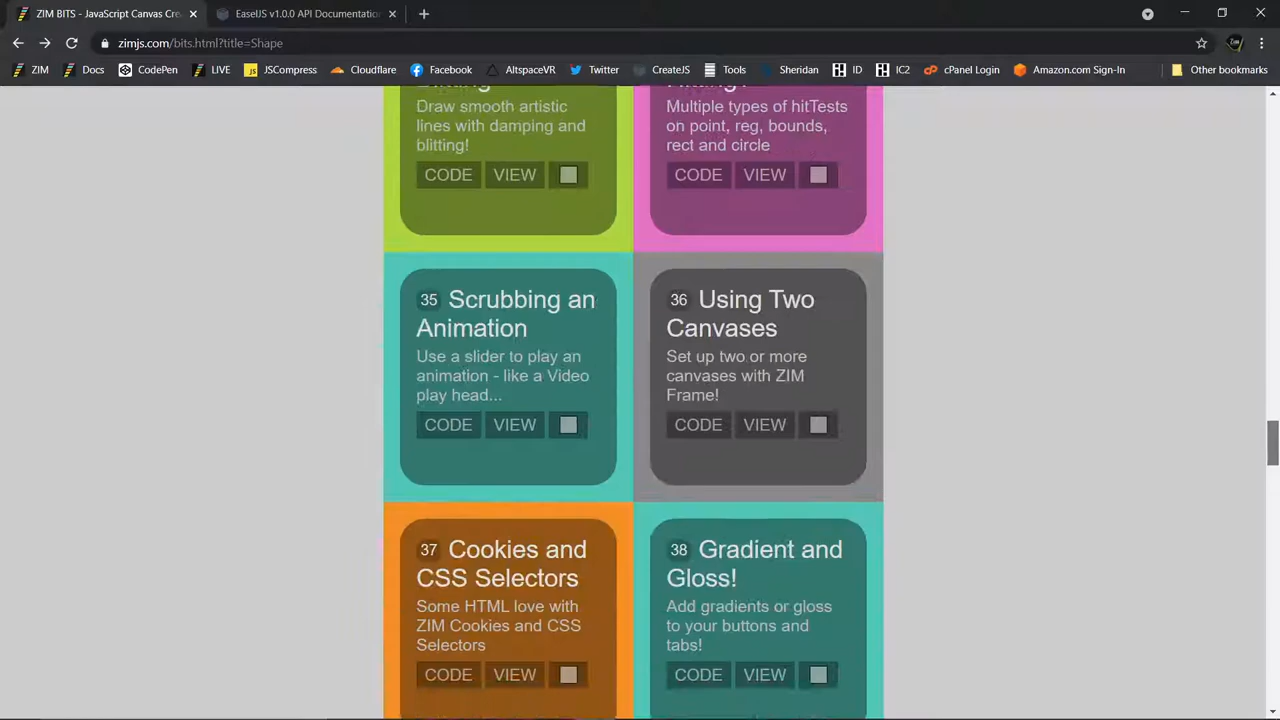 ZIM BITS - JavaScript Canvas Cre
EaselJS v1.0.0 API Documentation
zimjs.com/bits.html?title=Shape
ZIM
Docs
CodePen
LIVE
JSCompress
Cloudflare
Facebook
AltspaceVR
Twitter
CreateJS
Tools
Sheridan
ID
IC2
cPanel Login
Amazon.com Sign-In
Other bookmarks
Draw smooth artistic
lines with damping and
blitting!
CODE VIEW
Multiple types of hitTests
on point, reg, bounds,
rect and circle
CODE VIEW
35 Scrubbing an
Animation
Use a slider to play an
animation - like a Video
play head...
CODE VIEW
36 Using Two
Canvases
Set up two or more
canvases with ZIM
Frame!
CODE VIEW
37 Cookies and
CSS Selectors
Some HTML love with
ZIM Cookies and CSS
Selectors
CODE VIEW
38 Gradient and
Gloss!
Add gradients or gloss
to your buttons and
tabs!
CODE VIEW